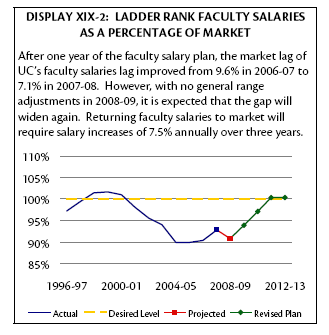 DISPLAY XIX-2:  LADDER RANK FACULTY SALARIES
AS A PERCENTAGE OF MARKET
After one year of the faculty salary plan, the market lag of
UC's faculty salaries lag improved from 9.6% in 2006-07 to
7.1% in 2007-08.  However, with no general range
adjustments in 2008-09, it is expected that the gap will
widen again.  Returning faculty salaries to market will
require salary increases of 7.5% annually over three years.
110%
105%
100%
95%
90%
85%
1996-97 2000-01 2004-05 2008-09 2012-13
Actual Desired Level Projected Revised Plan